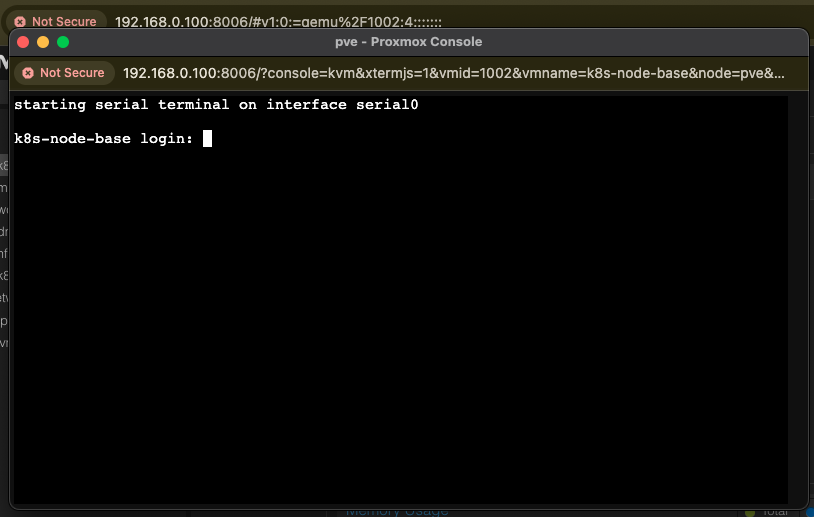 Not Secure 192.168.0.100:8006/#v1:0:=qemu%2F1002:4:::::::
pve - Proxmox Console
Not Secure 192.168.0.100:8006/?console=kvm&xtermjs=1&vmid=1002&vmname=k8s-node-base&node=pve&...
starting serial terminal on interface serial0
k8s-node-base login:
Memory Usage Total